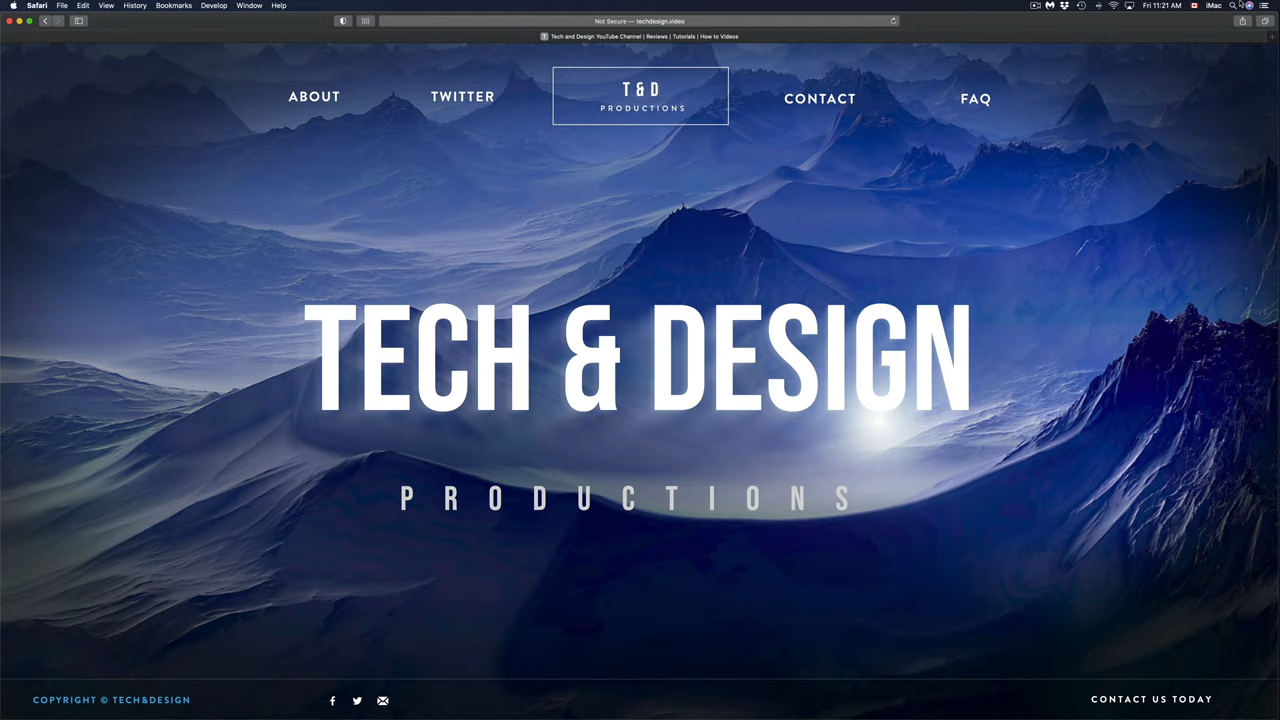 Safari File Edit View History Bookmarks Develop Window Help Fri 11:21 AM iMac
Not Secure — techdesign.video
T Tech and Design YouTube Channel | Reviews | Tutorials | How to Videos
ABOUT TWITTER T & D CONTACT FAQ
PRODUCTIONS
TECH & DESIGN
PRODUCTIONS
COPYRIGHT © TECH&DESIGN CONTACT US TODAY